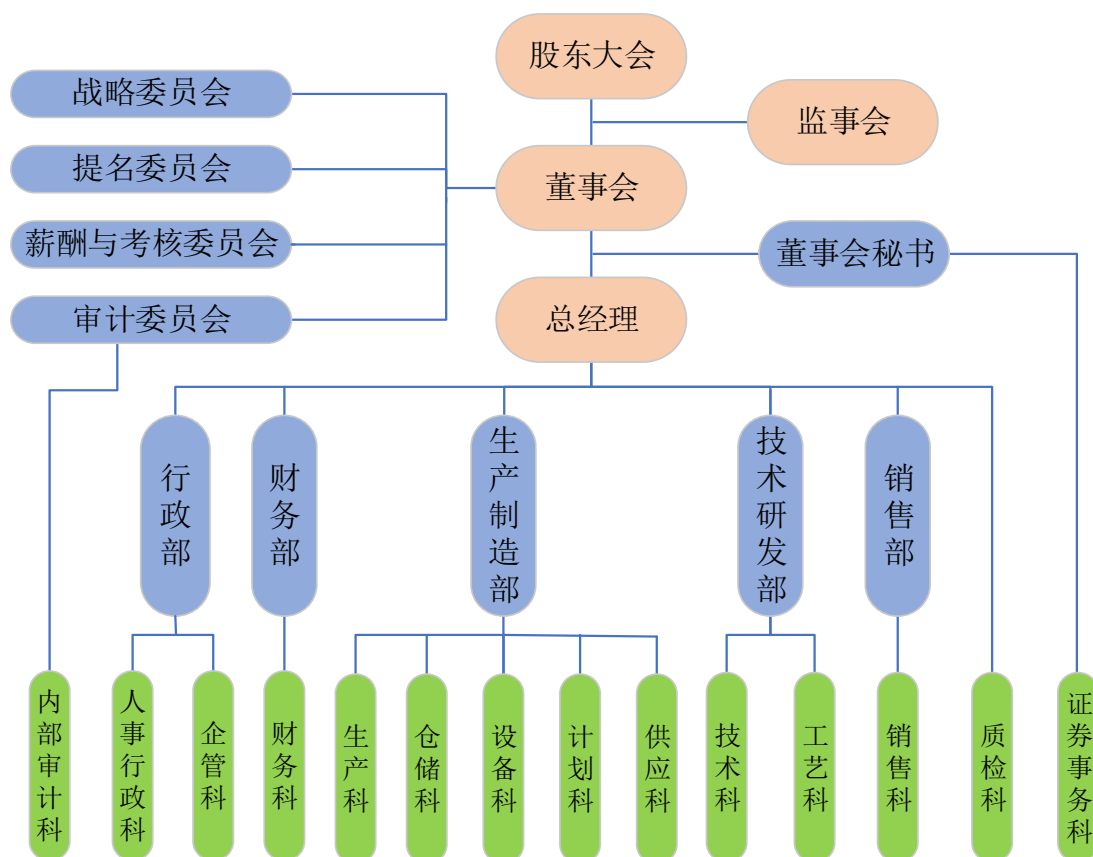 股东大会
战略委员会
监事会
提名委员会
董事会
薪酬与考核委员会
董事会秘书
审计委员会
总经理
行政部
财务部
生产制造部
技术研发部
销售部
内部审计科
人事行政科
企管科
财务科
生产科
仓储科
设备科
计划科
供应科
技术科
工艺科
销售科
质检科
证券事务科